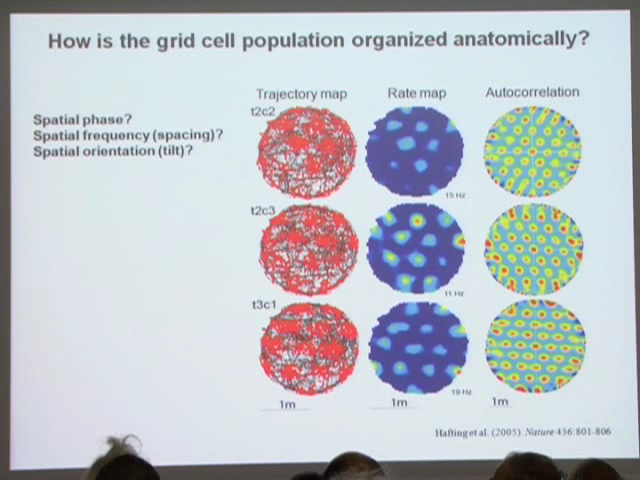 How is the grid cell population organized anatomically?
Trajectory map Rate map Autocorrelation
Spatial phase?
Spatial frequency (spacing)?
Spatial orientation (tilt)?
t2c2
15 Hz
t2c3
11 Hz
t3c1
19 Hz
1m 1m 1m
Hafting et al. (2005). Nature 436:801-806